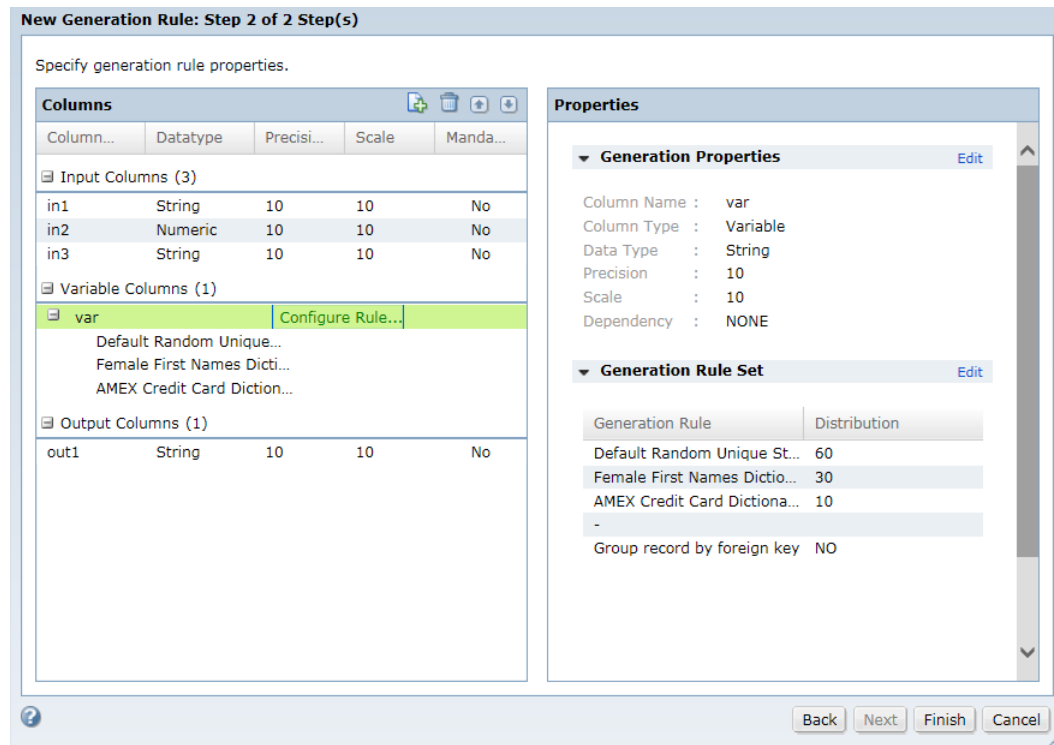 New Generation Rule: Step 2 of 2 Step(s)
Specify generation rule properties.
Columns
Column... Datatype Precisi... Scale Manda...
Input Columns (3)
in1 String 10 10 No
in2 Numeric 10 10 No
in3 String 10 10 No
Variable Columns (1)
var Configure Rule...
Default Random Unique...
Female First Names Dicti...
AMEX Credit Card Diction...
Output Columns (1)
out1 String 10 10 No
Properties
Generation Properties Edit
Column Name : var
Column Type : Variable
Data Type : String
Precision : 10
Scale : 10
Dependency : NONE
Generation Rule Set Edit
Generation Rule Distribution
Default Random Unique St... 60
Female First Names Dictio... 30
AMEX Credit Card Dictiona... 10
-
Group record by foreign key NO
? Back Next Finish Cancel